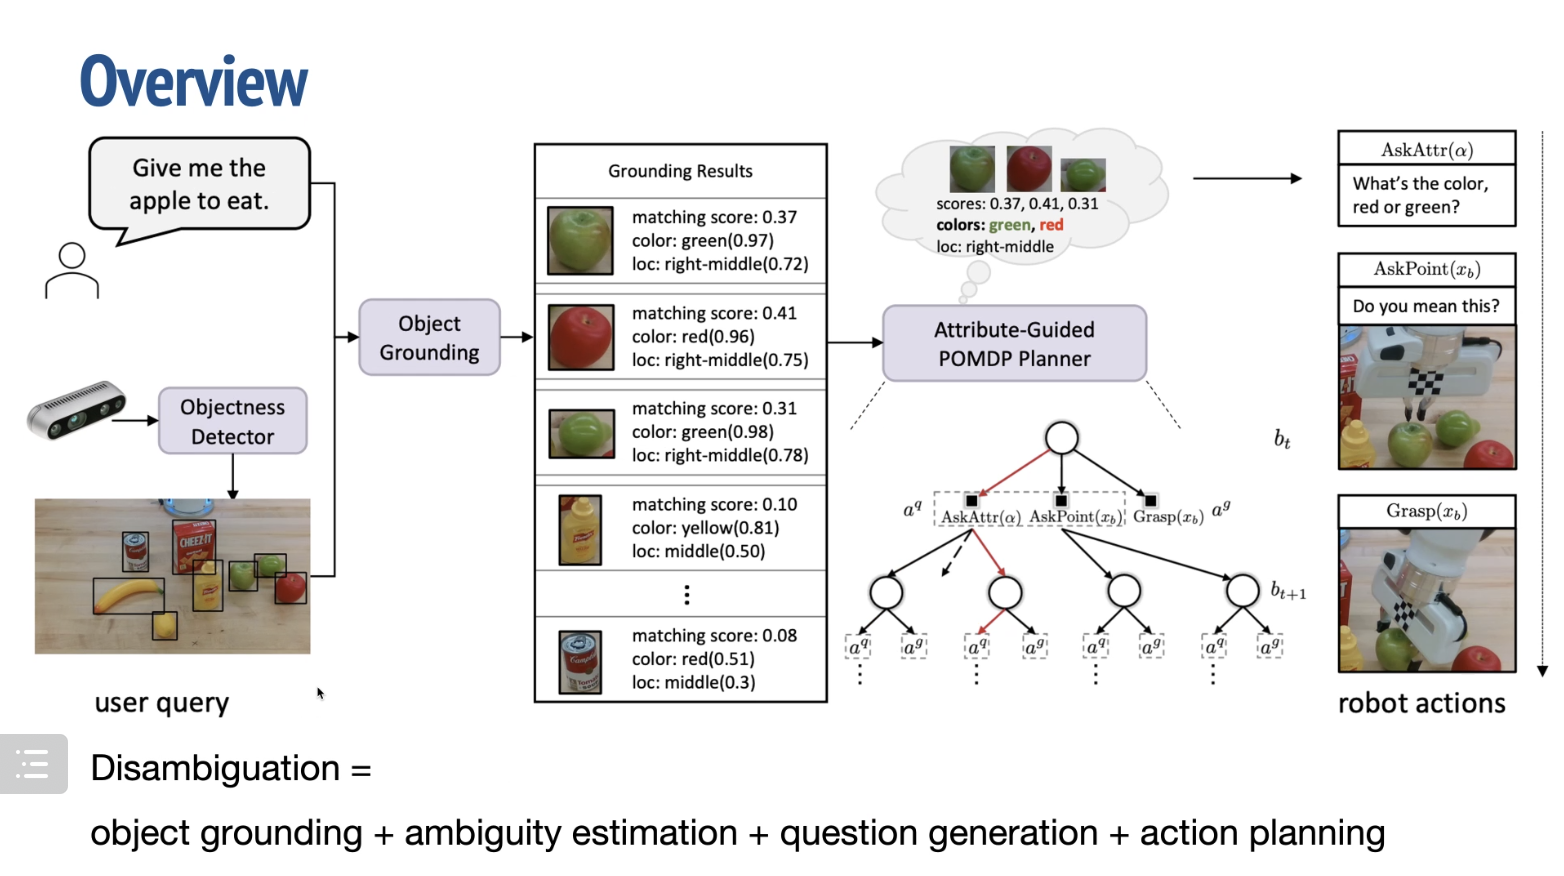 Overview
Give me the
apple to eat.
Objectness
Detector
CHEEZ-IT
user query
Object
Grounding
Grounding Results
matching score: 0.37
color: green(0.97)
loc: right-middle(0.72)
matching score: 0.41
color: red(0.96)
loc: right-middle(0.75)
matching score: 0.31
color: green(0.98)
loc: right-middle(0.78)
matching score: 0.10
color: yellow(0.81)
loc: middle(0.50)
⋮
Campbell's
matching score: 0.08
color: red(0.51)
loc: middle(0.3)
scores: 0.37, 0.41, 0.31
colors: green, red
loc: right-middle
Attribute-Guided
POMDP Planner
b_t
a^q AskAttr(α) AskPoint(x_b) Grasp(x_b) a^g
b_{t+1}
a^q a^g a^q a^g a^q a^g a^q a^g
⋮ ⋮ ⋮ ⋮
AskAttr(α)
What's the color,
red or green?
AskPoint(x_b)
Do you mean this?
Grasp(x_b)
robot actions
Disambiguation =
object grounding + ambiguity estimation + question generation + action planning